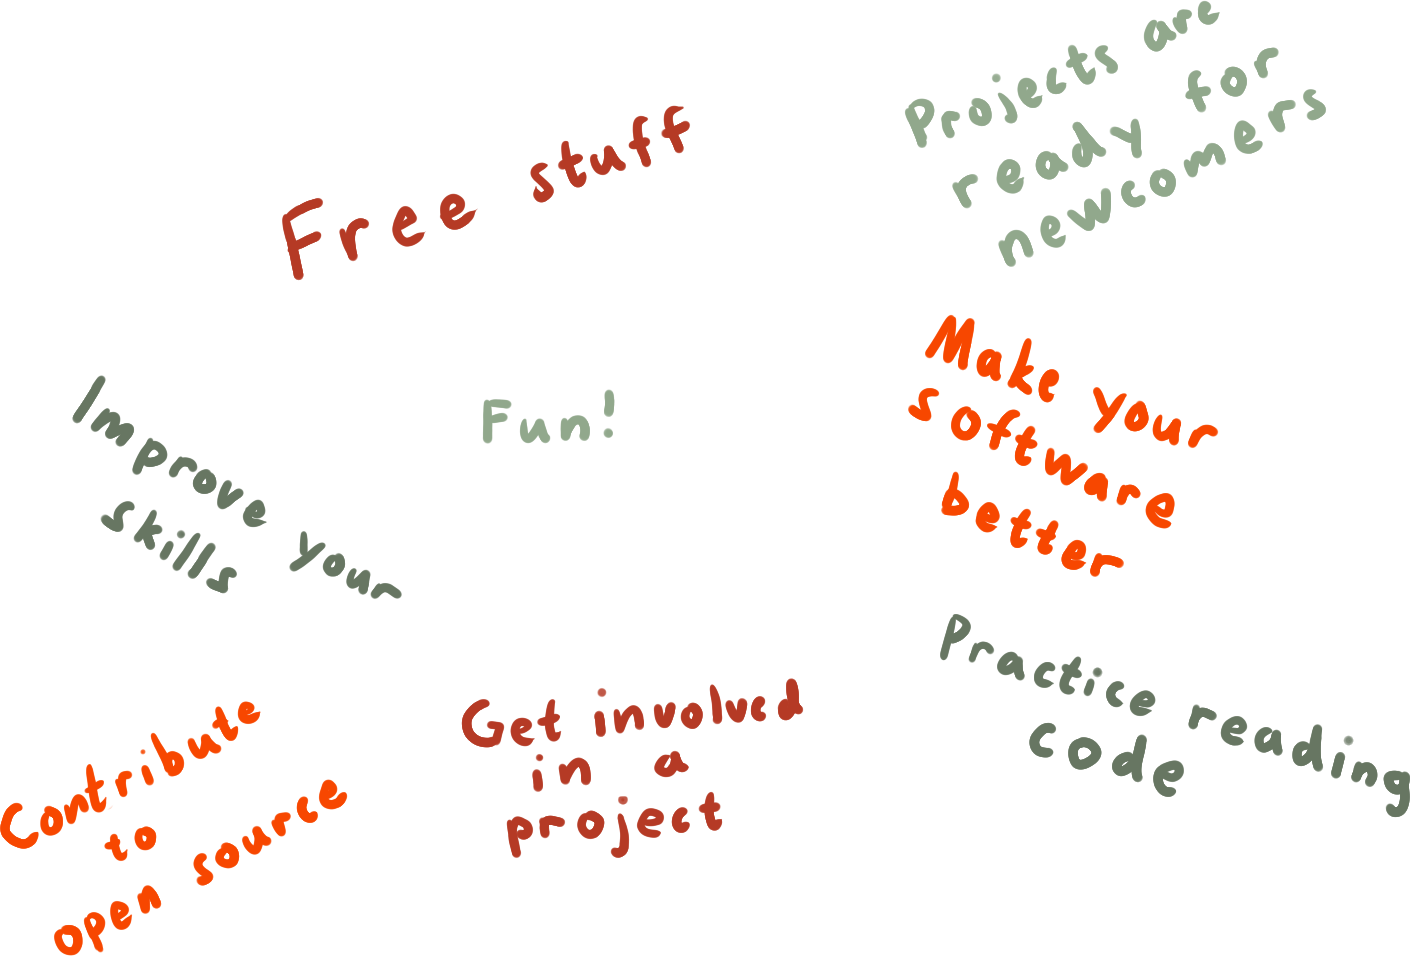 Free stuff
Projects are
ready for
newcomers
Improve your
skills
Fun!
Make your
software
better
Contribute
to
open source
Get involved
in a
project
Practice reading
code